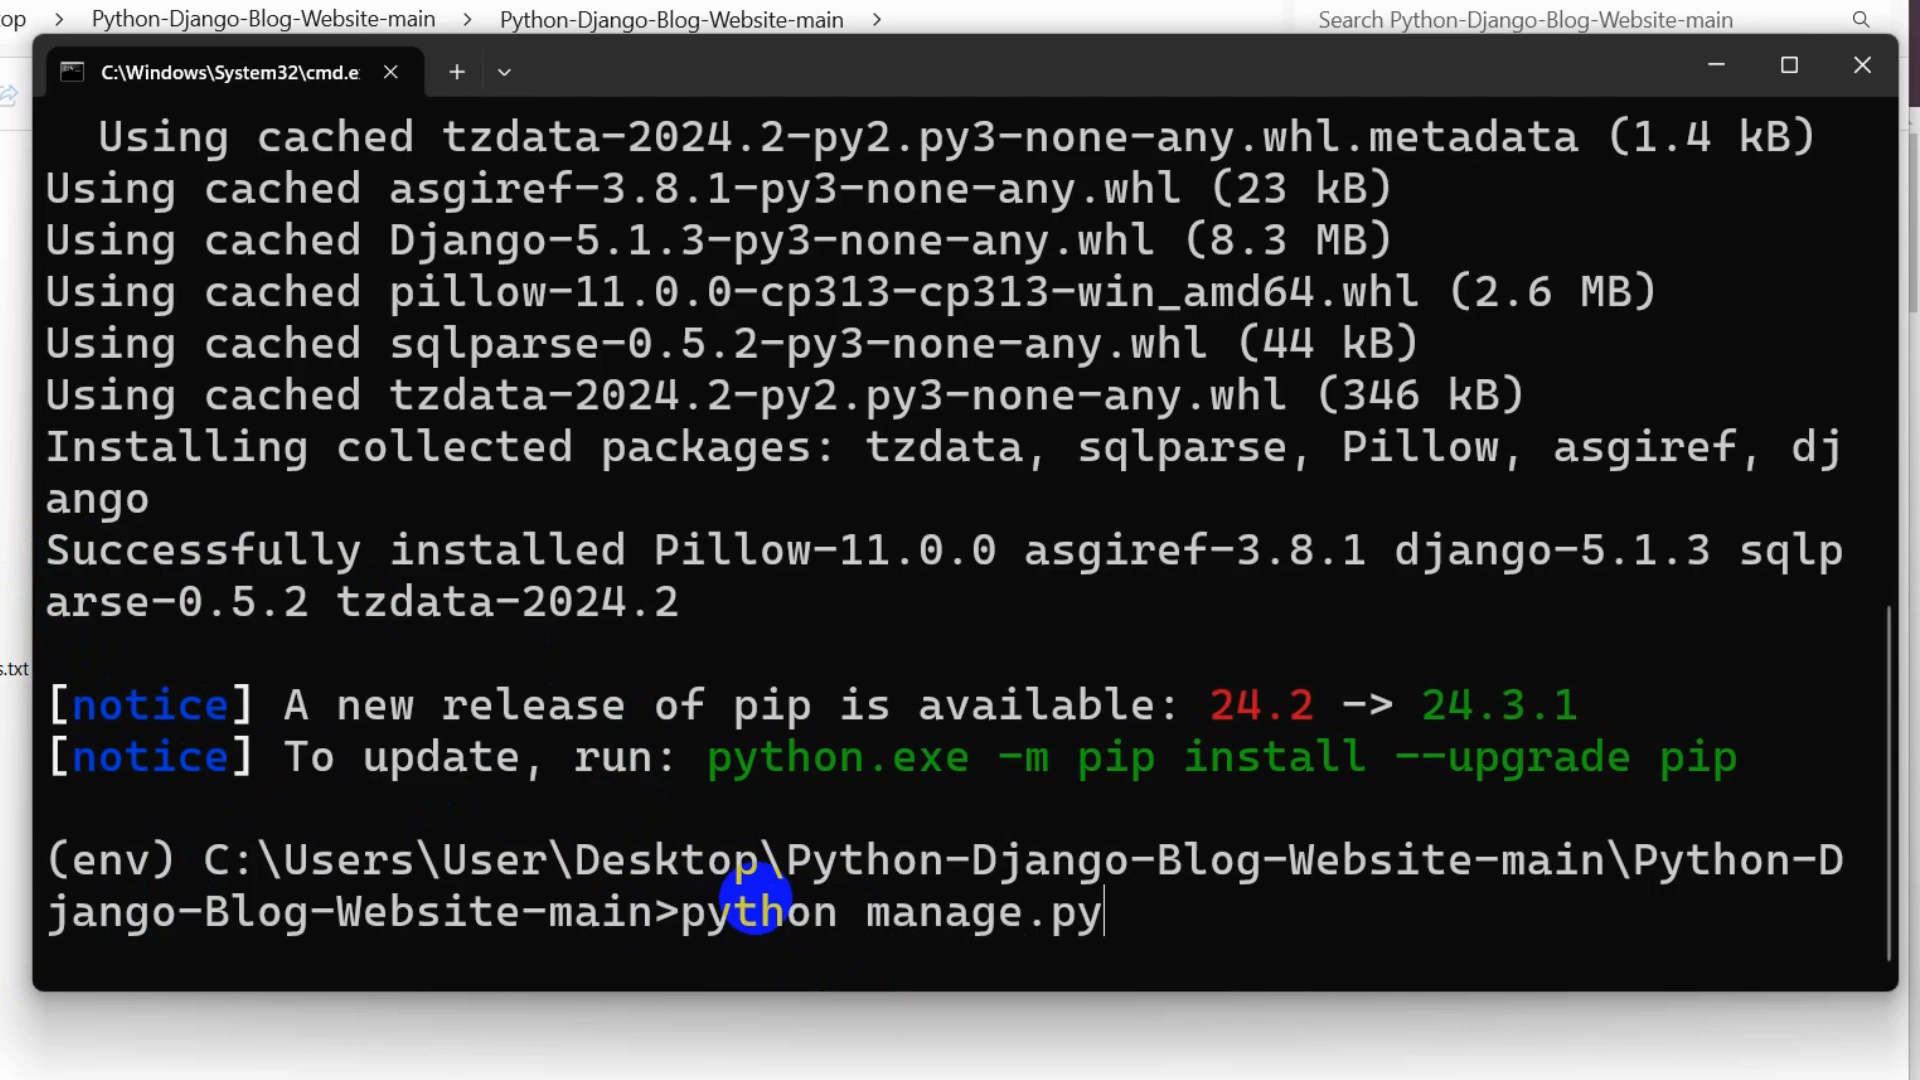 op > Python-Django-Blog-Website-main > Python-Django-Blog-Website-main >
Search Python-Django-Blog-Website-main
C:\Windows\System32\cmd.e
Using cached tzdata-2024.2-py2.py3-none-any.whl.metadata (1.4 kB)
Using cached asgiref-3.8.1-py3-none-any.whl (23 kB)
Using cached Django-5.1.3-py3-none-any.whl (8.3 MB)
Using cached pillow-11.0.0-cp313-cp313-win_amd64.whl (2.6 MB)
Using cached sqlparse-0.5.2-py3-none-any.whl (44 kB)
Using cached tzdata-2024.2-py2.py3-none-any.whl (346 kB)
Installing collected packages: tzdata, sqlparse, Pillow, asgiref, dj
ango
Successfully installed Pillow-11.0.0 asgiref-3.8.1 django-5.1.3 sqlp
arse-0.5.2 tzdata-2024.2
s.txt
[notice] A new release of pip is available: 24.2 -> 24.3.1
[notice] To update, run: python.exe -m pip install --upgrade pip
(env) C:\Users\User\Desktop\Python-Django-Blog-Website-main\Python-D
jango-Blog-Website-main>python manage.py